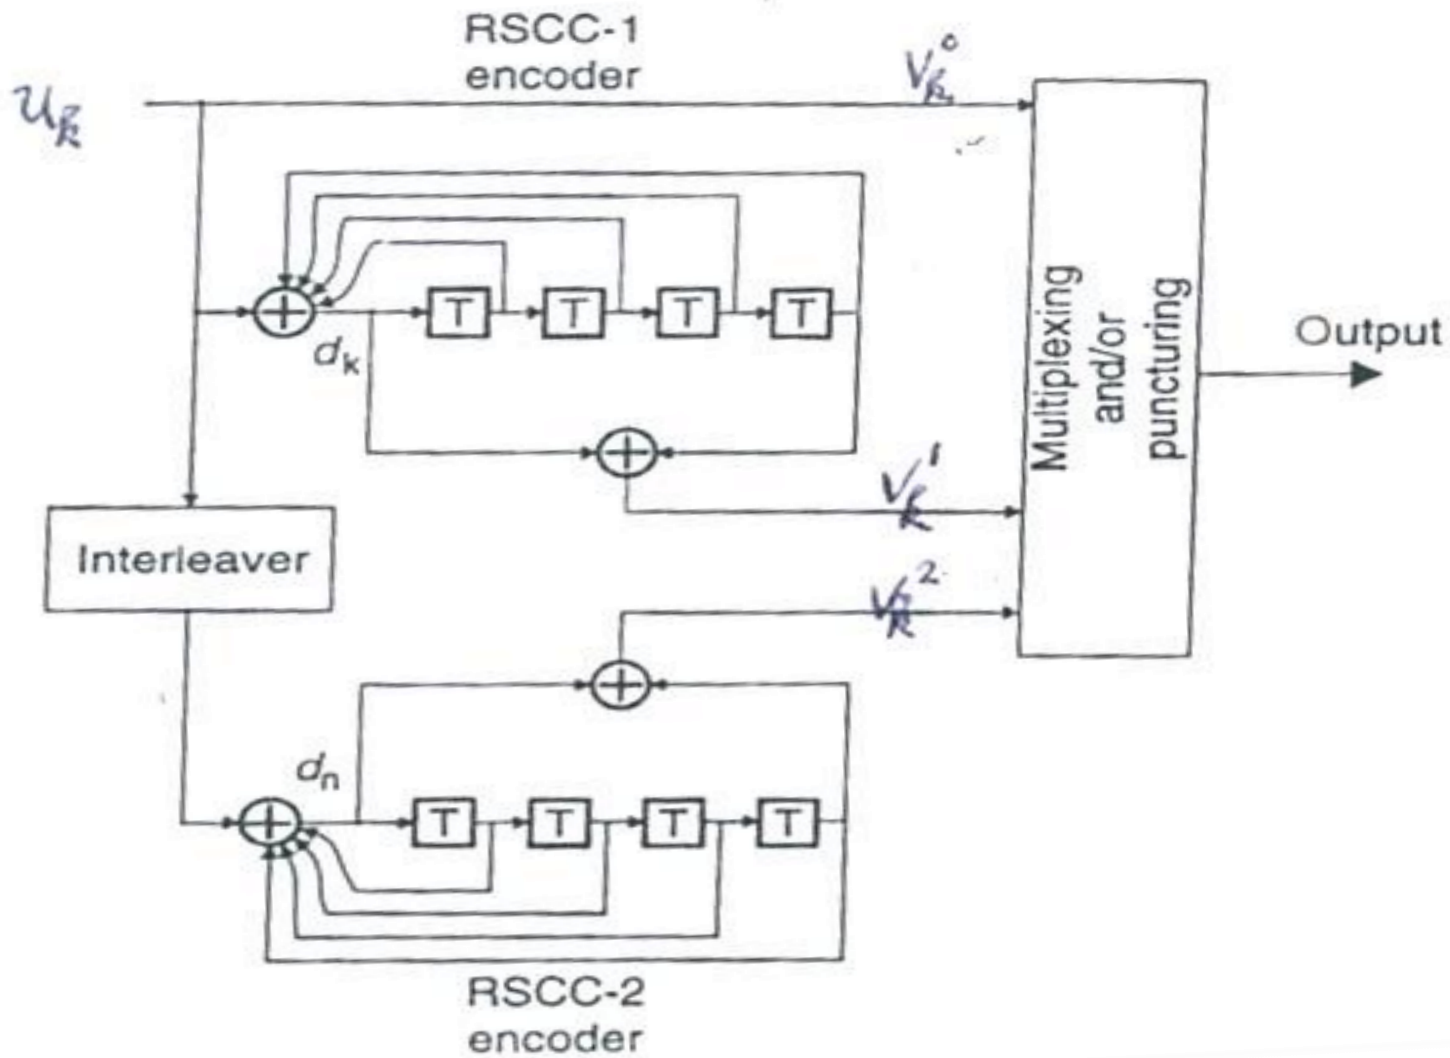 RSCC-1
encoder
u_k
V_k^0
T T T T
d_k
Multiplexing
and/or
puncturing
Output
V_k^1
Interleaver
V_k^2
d_n
T T T T
RSCC-2
encoder